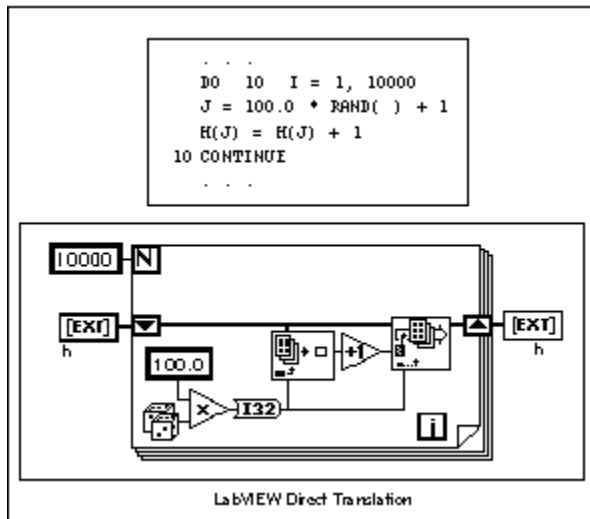 . . .
DO 10 I = 1, 10000
J = 100.0 * RAND( ) + 1
H(J) = H(J) + 1
10 CONTINUE
. . .
10000 N
[EXT] [EXT]
h h
+1
100.0
x I32
i
LabVIEW Direct Translation